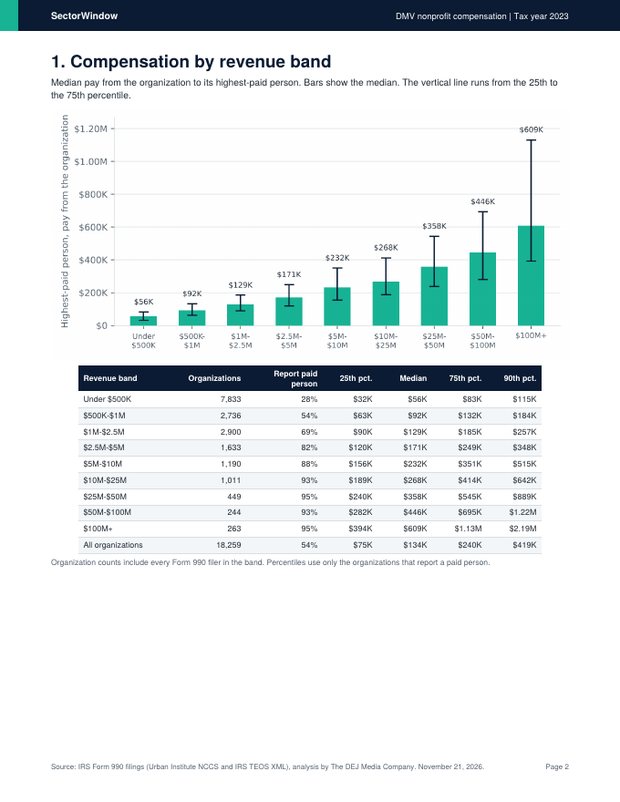 SectorWindow
DMV nonprofit compensation | Tax year 2023
1. Compensation by revenue band
Median pay from the organization to its highest-paid person. Bars show the median. The vertical line runs from the 25th to
the 75th percentile.
Highest-paid person, pay from the organization
$1.20M
$1.00M
$800K
$600K
$400K
$200K
$0
$56K
$92K
$129K
$171K
$232K
$268K
$358K
$446K
$609K
Under
$500K
$500K-
$1M
$1M-
$2.5M
$2.5M-
$5M
$5M-
$10M
$10M-
$25M
$25M-
$50M
$50M-
$100M
$100M+
Revenue band Organizations Report paid person 25th pct. Median 75th pct. 90th pct.
Under $500K 7,833 28% $32K $56K $83K $115K
$500K-$1M 2,736 54% $63K $92K $132K $184K
$1M-$2.5M 2,900 69% $90K $129K $185K $257K
$2.5M-$5M 1,633 82% $120K $171K $249K $348K
$5M-$10M 1,190 88% $156K $232K $351K $515K
$10M-$25M 1,011 93% $189K $268K $414K $642K
$25M-$50M 449 95% $240K $358K $545K $889K
$50M-$100M 244 93% $282K $446K $695K $1.22M
$100M+ 263 95% $394K $609K $1.13M $2.19M
All organizations 18,259 54% $75K $134K $240K $419K
Organization counts include every Form 990 filer in the band. Percentiles use only the organizations that report a paid person.
Source: IRS Form 990 filings (Urban Institute NCCS and IRS TEOS XML), analysis by The DEJ Media Company. November 21, 2026.
Page 2